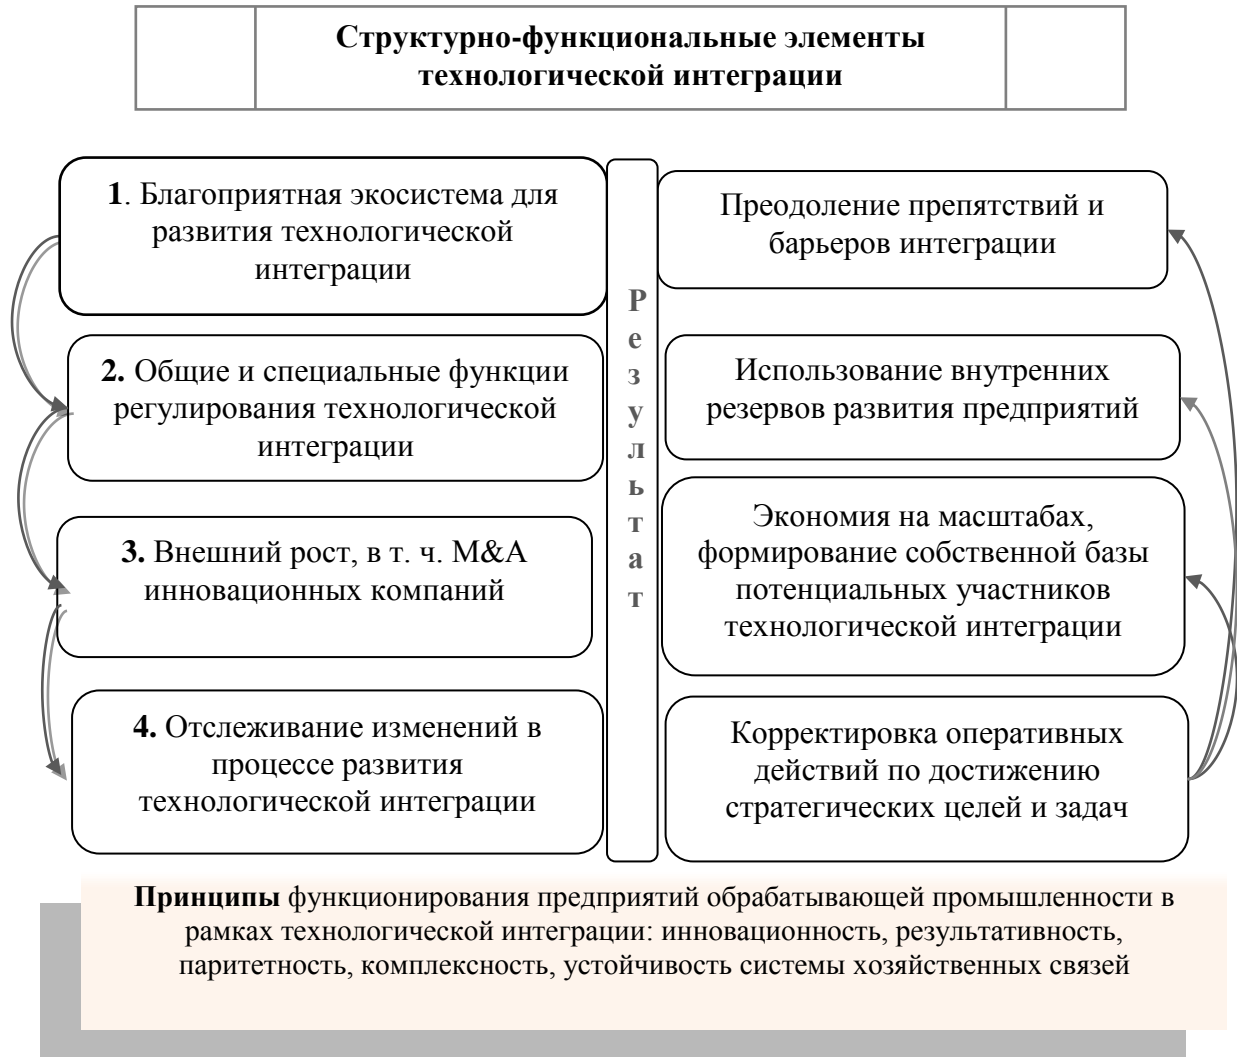 Структурно-функциональные элементы
технологической интеграции
1. Благоприятная экосистема для
развития технологической
интеграции
2. Общие и специальные функции
регулирования технологической
интеграции
3. Внешний рост, в т. ч. M&A
инновационных компаний
4. Отслеживание изменений в
процессе развития
технологической интеграции
Р
е
з
у
л
ь
т
а
т
Преодоление препятствий и
барьеров интеграции
Использование внутренних
резервов развития предприятий
Экономия на масштабах,
формирование собственной базы
потенциальных участников
технологической интеграции
Корректировка оперативных
действий по достижению
стратегических целей и задач
Принципы функционирования предприятий обрабатывающей промышленности в
рамках технологической интеграции: инновационность, результативность,
паритетность, комплексность, устойчивость системы хозяйственных связей